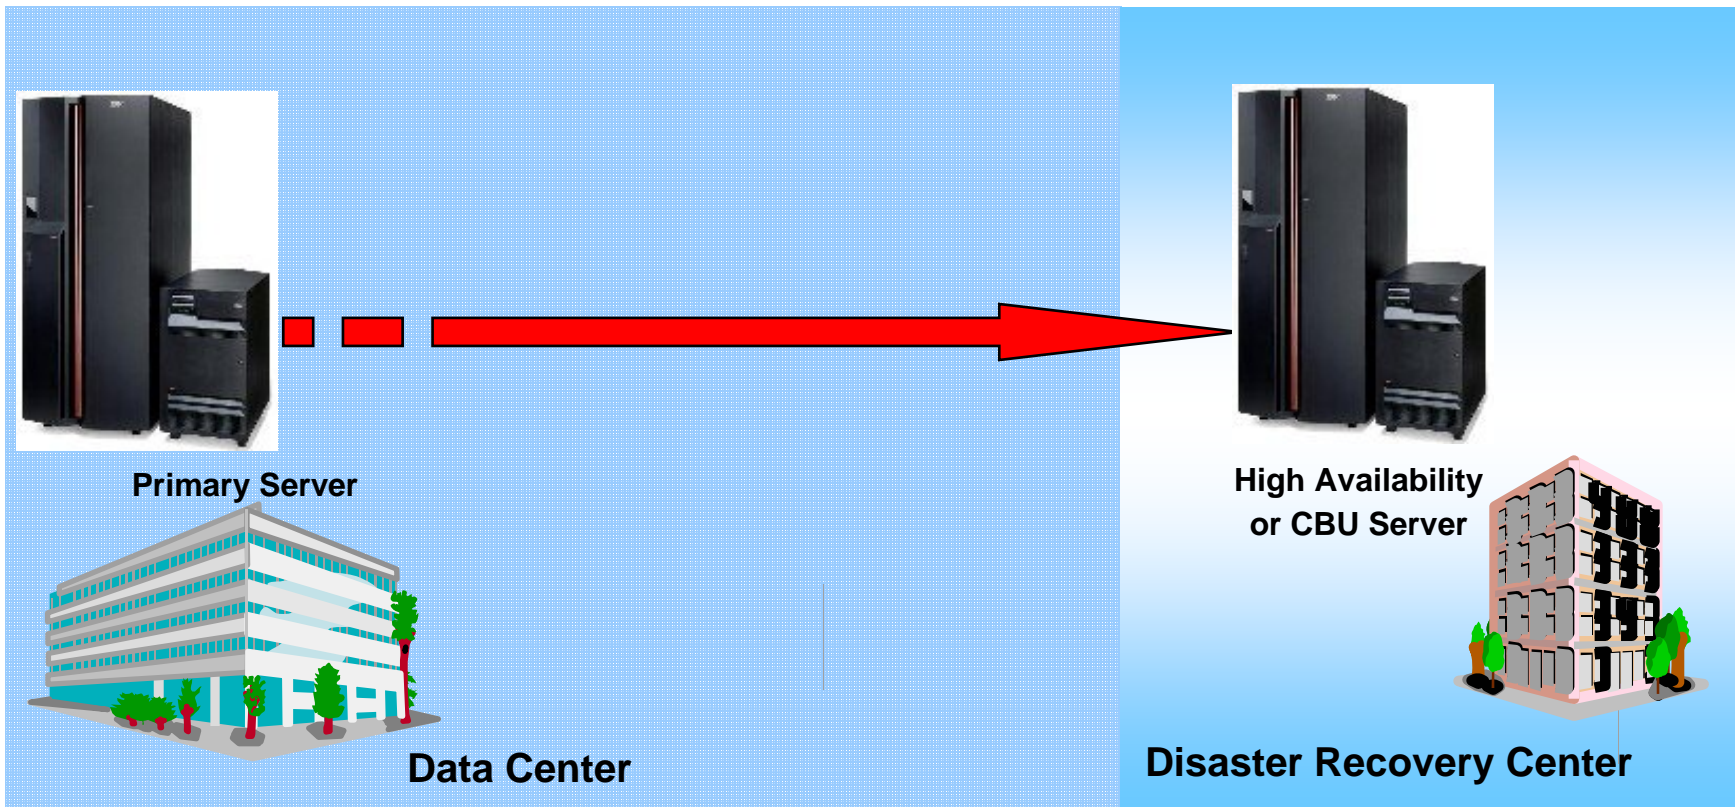 Primary Server
High Availability
or CBU Server
Data Center
Disaster Recovery Center